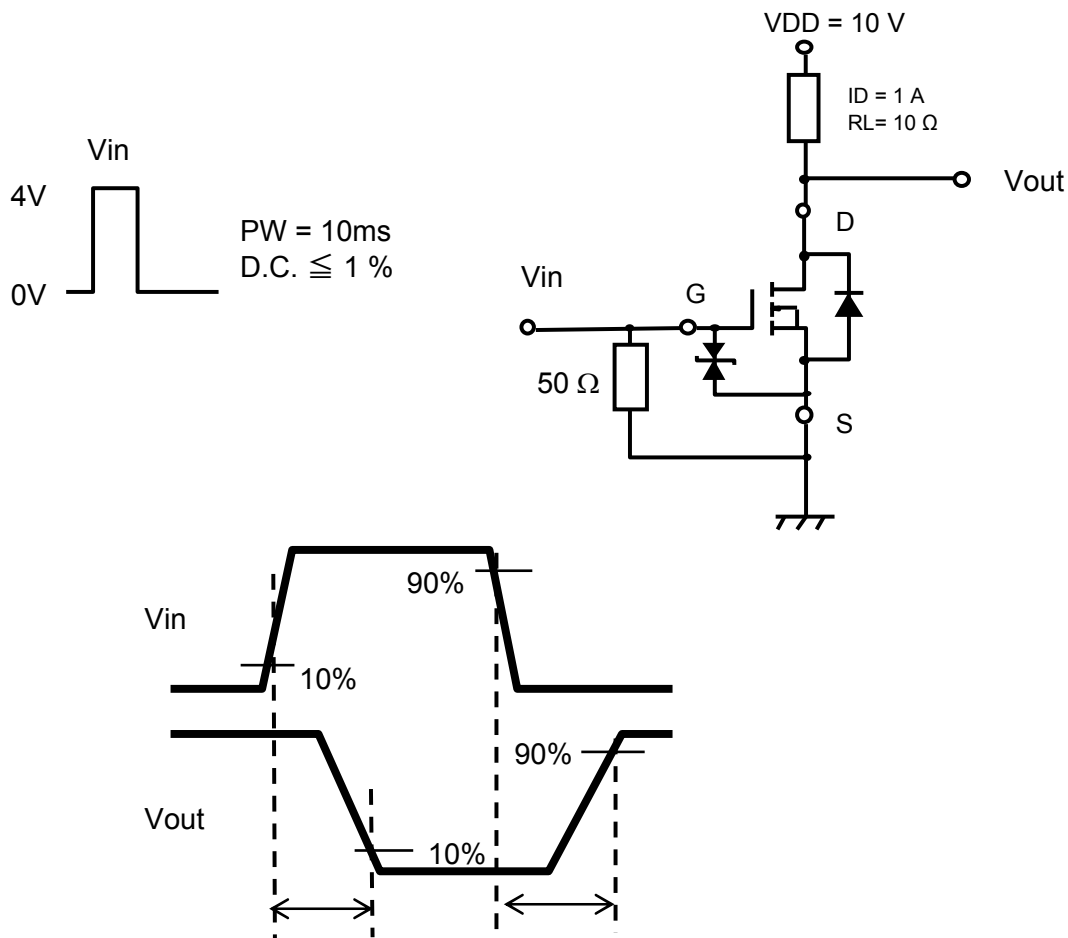 VDD = 10 V
ID = 1 A
RL= 10 Ω
Vin
4V
Vout
PW = 10ms
D.C. ≦ 1 %
D
0V
Vin
G
50 Ω
S
90%
Vin
10%
90%
Vout
10%